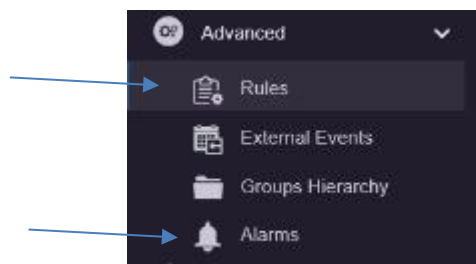 Advanced
Rules
External Events
Groups Hierarchy
Alarms